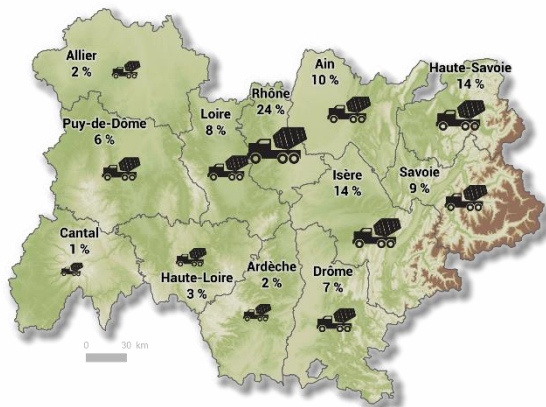 Allier
2 %
Puy-de-Dôme
6 %
Cantal
1 %
Loire
8 %
Rhône
24 %
Ain
10 %
Haute-Savoie
14 %
Savoie
9 %
Isère
14 %
Haute-Loire
3 %
Ardèche
2 %
Drôme
7 %
0 30 km